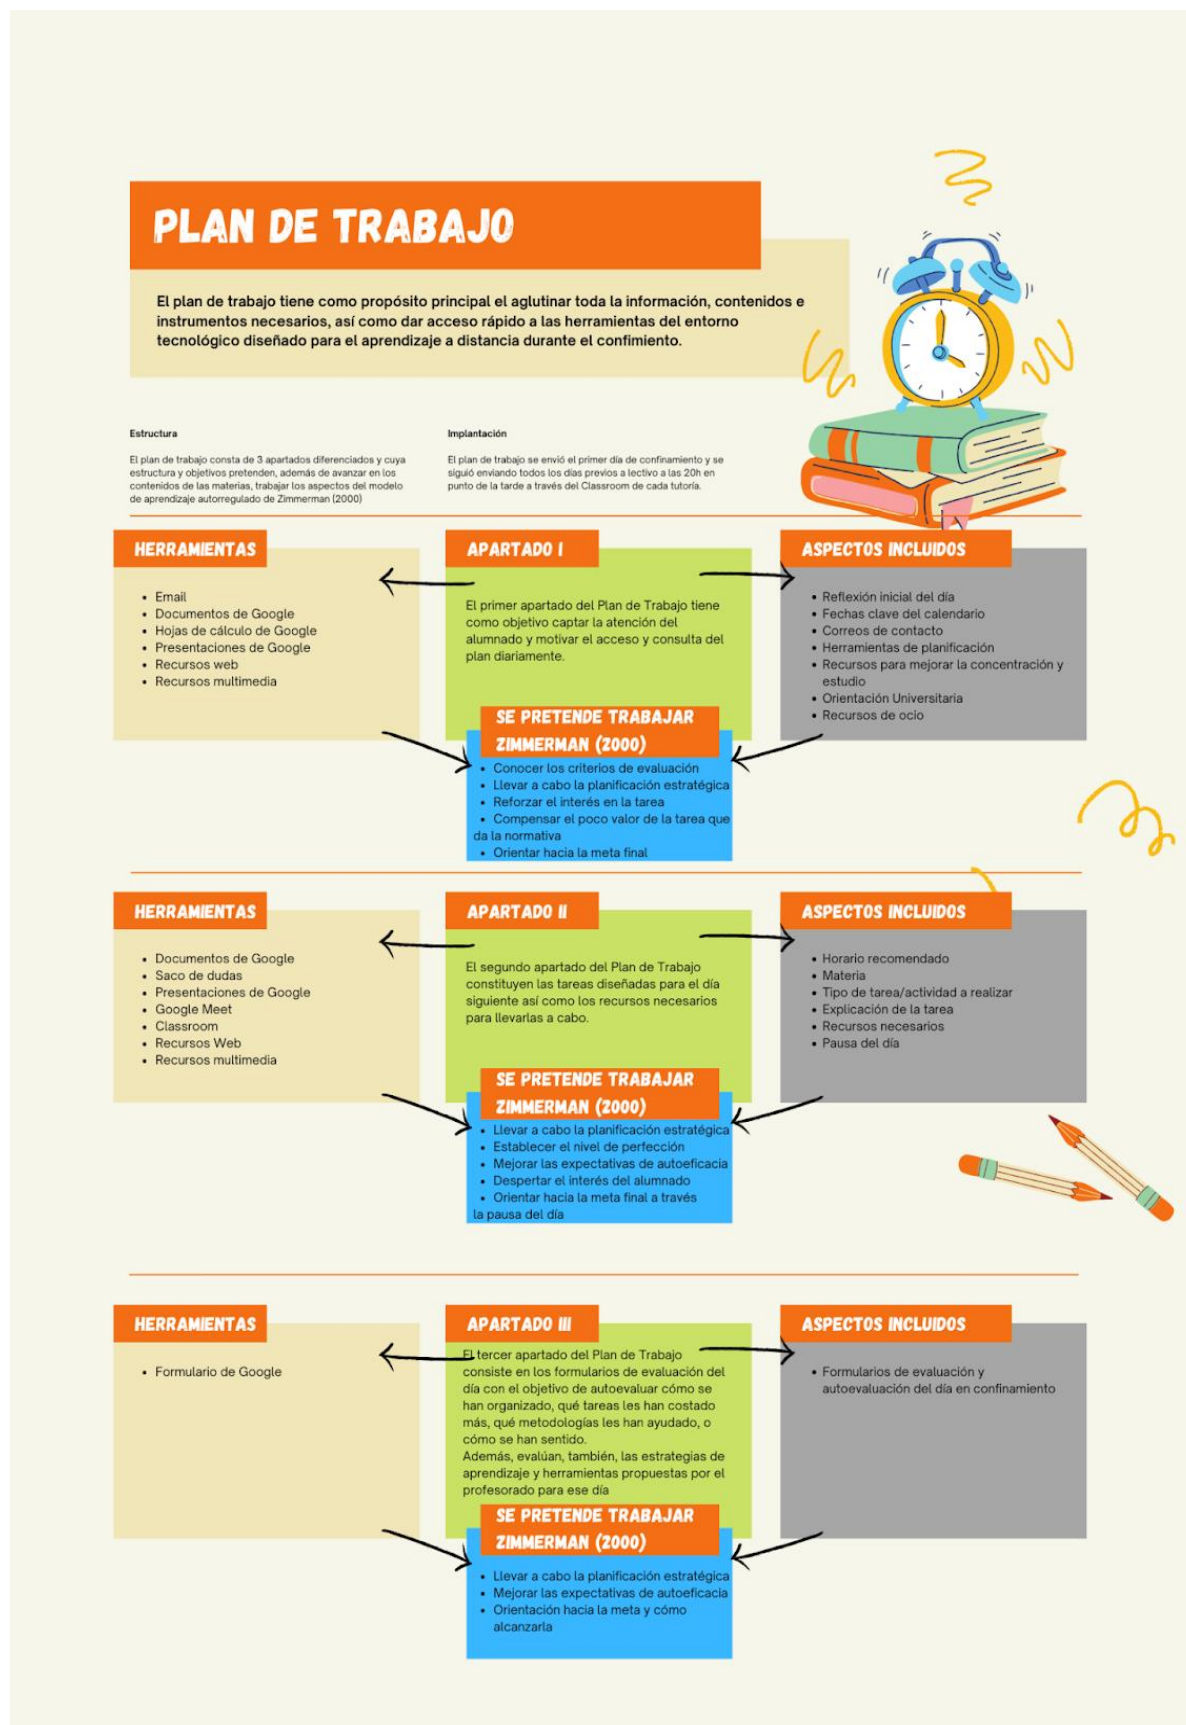 PLAN DE TRABAJO
El plan de trabajo tiene como propósito principal el aglutinar toda la información, contenidos e
instrumentos necesarios, así como dar acceso rápido a las herramientas del entorno
tecnológico diseñado para el aprendizaje a distancia durante el confimiento.
Estructura
El plan de trabajo consta de 3 apartados diferenciados y cuya
estructura y objetivos pretenden, además de avanzar en los
contenidos de las materias, trabajar los aspectos del modelo
de aprendizaje autorregulado de Zimmerman (2000)
Implantación
El plan de trabajo se envió el primer día de confinamiento y se
siguió enviando todos los días previos a lectivo a las 20h en
punto de la tarde a través del Classroom de cada tutoría.
HERRAMIENTAS
• Email
• Documentos de Google
• Hojas de cálculo de Google
• Presentaciones de Google
• Recursos web
• Recursos multimedia
APARTADO I
El primer apartado del Plan de Trabajo tiene
como objetivo captar la atención del
alumnado y motivar el acceso y consulta del
plan diariamente.
ASPECTOS INCLUIDOS
• Reflexión inicial del día
• Fechas clave del calendario
• Correos de contacto
• Herramientas de planificación
• Recursos para mejorar la concentración y
estudio
• Orientación Universitaria
• Recursos de ocio
SE PRETENDE TRABAJAR
ZIMMERMAN (2000)
• Conocer los criterios de evaluación
• Llevar a cabo la planificación estratégica
• Reforzar el interés en la tarea
• Compensar el poco valor de la tarea que
da la normativa
• Orientar hacia la meta final
HERRAMIENTAS
• Documentos de Google
• Saco de dudas
• Presentaciones de Google
• Google Meet
• Classroom
• Recursos Web
• Recursos multimedia
APARTADO II
El segundo apartado del Plan de Trabajo
constituyen las tareas diseñadas para el día
siguiente así como los recursos necesarios
para llevarlas a cabo.
ASPECTOS INCLUIDOS
• Horario recomendado
• Materia
• Tipo de tarea/actividad a realizar
• Explicación de la tarea
• Recursos necesarios
• Pausa del día
SE PRETENDE TRABAJAR
ZIMMERMAN (2000)
• Llevar a cabo la planificación estratégica
• Establecer el nivel de perfección
• Mejorar las expectativas de autoeficacia
• Despertar el interés del alumnado
• Orientar hacia la meta final a través
la pausa del día
HERRAMIENTAS
• Formulario de Google
APARTADO III
El tercer apartado del Plan de Trabajo
consiste en los formularios de evaluación del
día con el objetivo de autoevaluar cómo se
han organizado, qué tareas les han costado
más, qué metodologías les han ayudado, o
cómo se han sentido.
Además, evalúan, también, las estrategias de
aprendizaje y herramientas propuestas por el
profesorado para ese día
ASPECTOS INCLUIDOS
• Formularios de evaluación y
autoevaluación del día en confinamiento
SE PRETENDE TRABAJAR
ZIMMERMAN (2000)
• Llevar a cabo la planificación estratégica
• Mejorar las expectativas de autoeficacia
• Orientación hacia la meta y cómo
alcanzarla